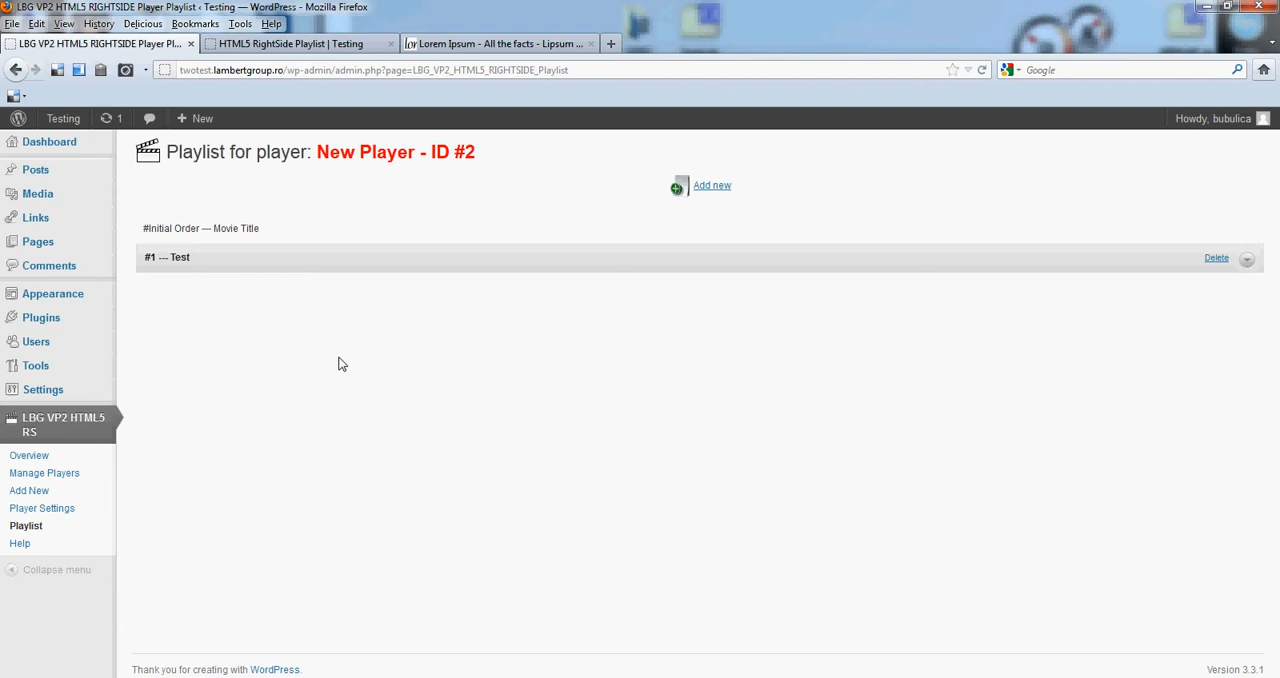 LBG VP2 HTML5 RIGHTSIDE Player Playlist ‹ Testing — WordPress - Mozilla Firefox
File Edit View History Delicious Bookmarks Tools Help
LBG VP2 HTML5 RIGHTSIDE Player Pl... × HTML5 RightSide Playlist | Testing × Lorem Ipsum - All the facts - Lipsum ... ×
twotest.lambertgroup.ro/wp-admin/admin.php?page=LBG_VP2_HTML5_RIGHTSIDE_Playlist Google
Testing 1 + New Howdy, bubulica
Dashboard
Posts
Media
Links
Pages
Comments
Appearance
Plugins
Users
Tools
Settings
LBG VP2 HTML5
RS
Overview
Manage Players
Add New
Player Settings
Playlist
Help
Collapse menu
Playlist for player: New Player - ID #2
Add new
#Initial Order — Movie Title
#1 --- Test Delete
Thank you for creating with WordPress. Version 3.3.1